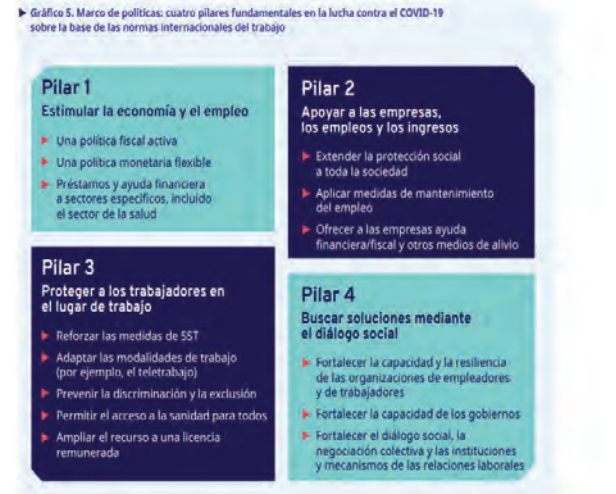 Gráfico 5. Marco de políticas: cuatro pilares fundamentales en la lucha contra el COVID-19
sobre la base de las normas internacionales del trabajo
Pilar 1
Estimular la economía y el empleo
Una política fiscal activa
Una política monetaria flexible
Préstamos y ayuda financiera
a sectores específicos, incluido
el sector de la salud
Pilar 2
Apoyar a las empresas,
los empleos y los ingresos
Extender la protección social
a toda la sociedad
Aplicar medidas de mantenimiento
del empleo
Ofrecer a las empresas ayuda
financiera/fiscal y otros medios de alivio
Pilar 3
Proteger a los trabajadores en
el lugar de trabajo
Reforzar las medidas de SST
Adaptar las modalidades de trabajo
(por ejemplo, el teletrabajo)
Prevenir la discriminación y la exclusión
Permitir el acceso a la sanidad para todos
Ampliar el recurso a una licencia
remunerada
Pilar 4
Buscar soluciones mediante
el diálogo social
Fortalecer la capacidad y la resiliencia
de las organizaciones de empleadores
y de trabajadores
Fortalecer la capacidad de los gobiernos
Fortalecer el diálogo social, la
negociación colectiva y las instituciones
y mecanismos de las relaciones laborales